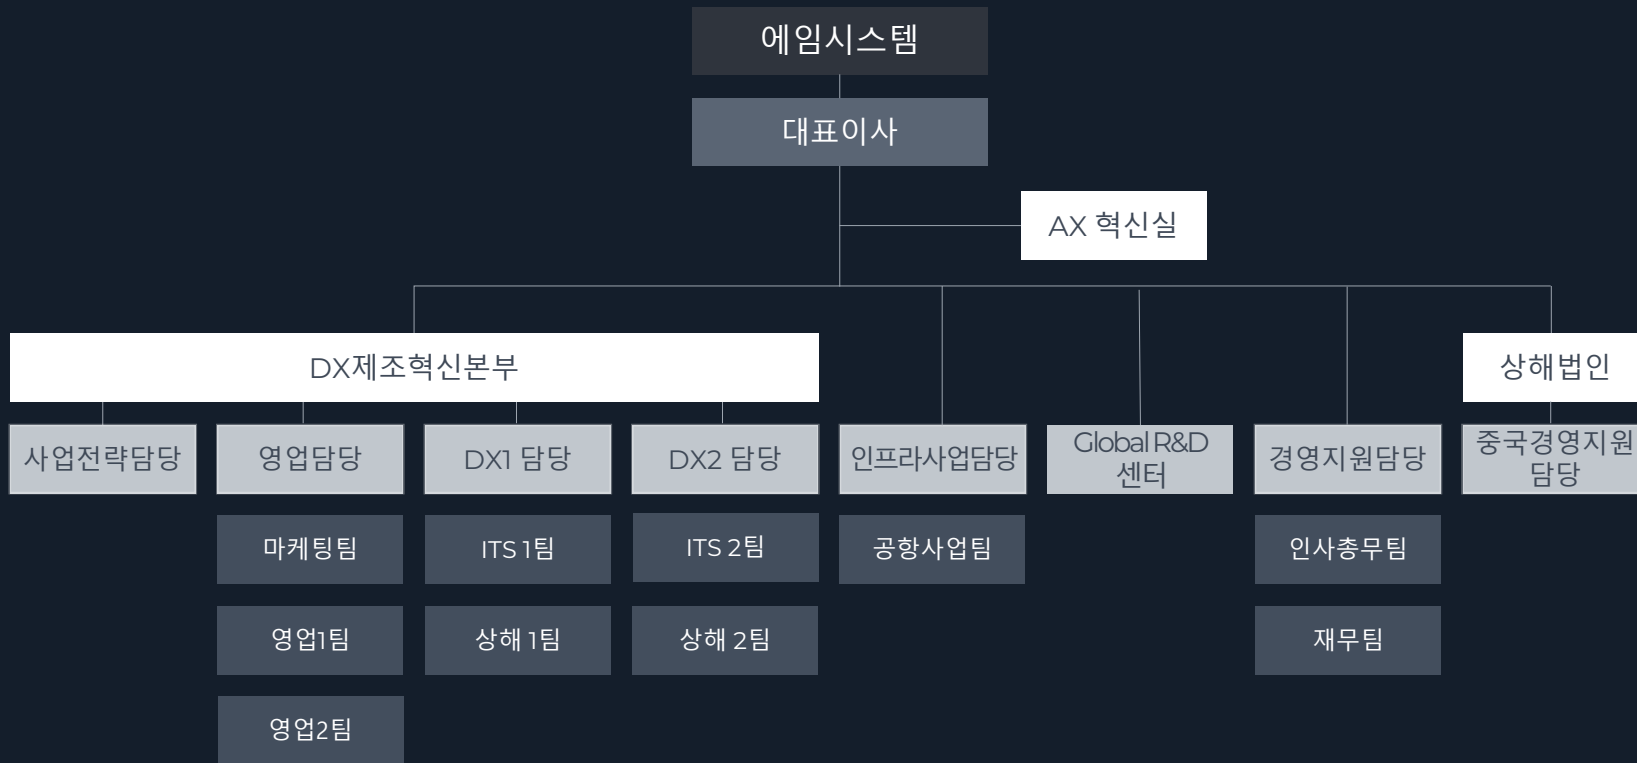 에임시스템
대표이사
AX 혁신실
DX제조혁신본부
상해법인
사업전략담당
영업담당
DX1 담당
DX2 담당
인프라사업담당
Global R&D
센터
경영지원담당
중국경영지원
담당
마케팅팀
ITS 1팀
ITS 2팀
공항사업팀
인사총무팀
영업1팀
상해 1팀
상해 2팀
재무팀
영업2팀